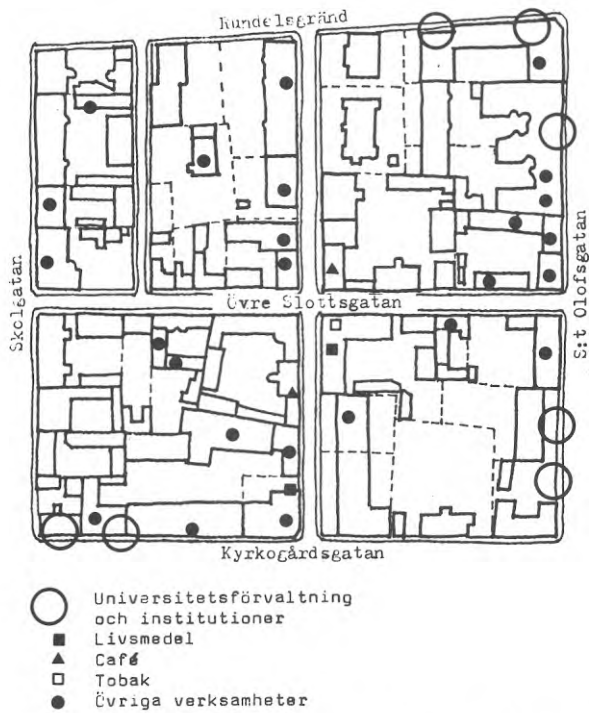 Rundelsgränd
Skolgatan
Övre Slottsgatan
S:t Olofsgatan
Kyrkogårdsgatan
Universitetsförvaltning
och institutioner
Livsmedel
Café
Tobak
Övriga verksamheter